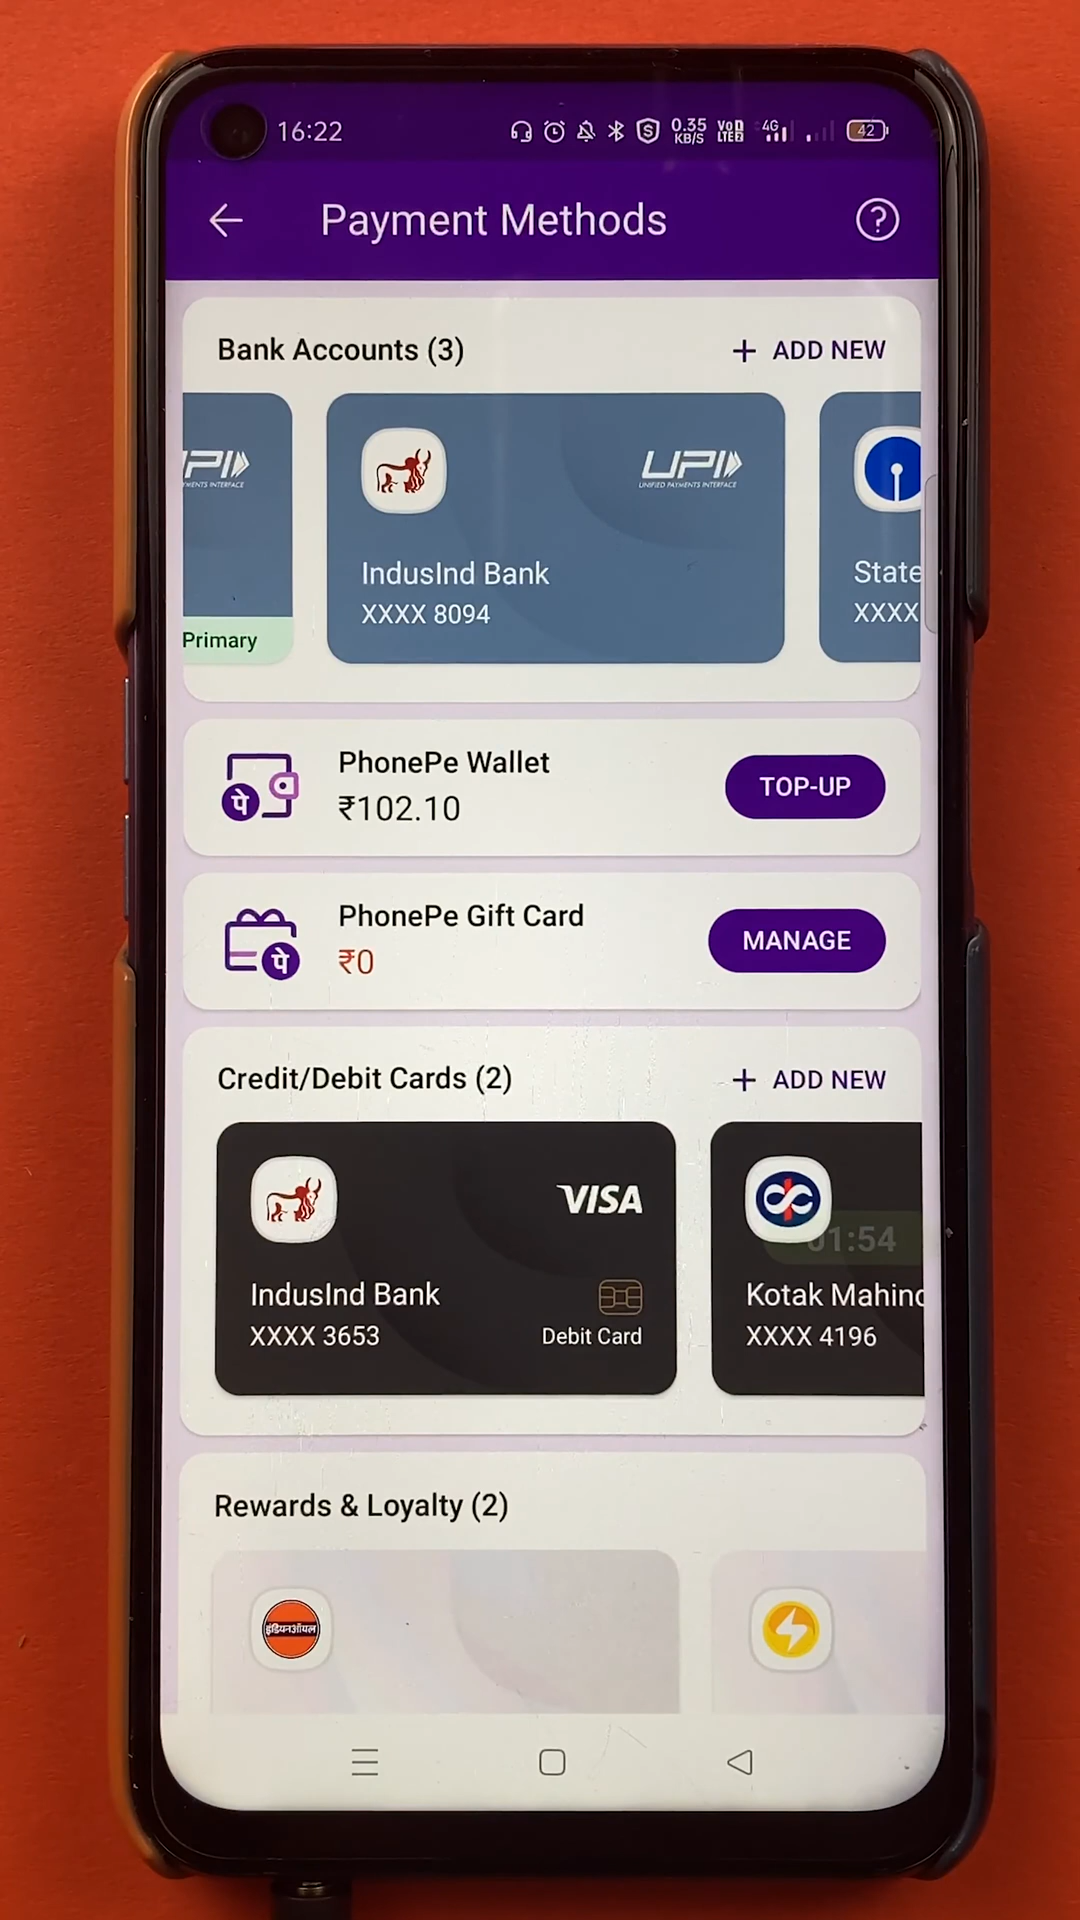 16:22
0.35 KB/S
Vo LTE2
4G
42
Payment Methods
?
Bank Accounts (3)
+ ADD NEW
UPI
UNIFIED PAYMENTS INTERFACE
IndusInd Bank
XXXX 8094
Primary
State
XXXX
PhonePe Wallet
₹102.10
TOP-UP
पे
PhonePe Gift Card
₹0
MANAGE
पे
Credit/Debit Cards (2)
+ ADD NEW
VISA
IndusInd Bank
XXXX 3653
Debit Card
01:54
Kotak Mahind
XXXX 4196
Rewards & Loyalty (2)
इंडियनऑयल